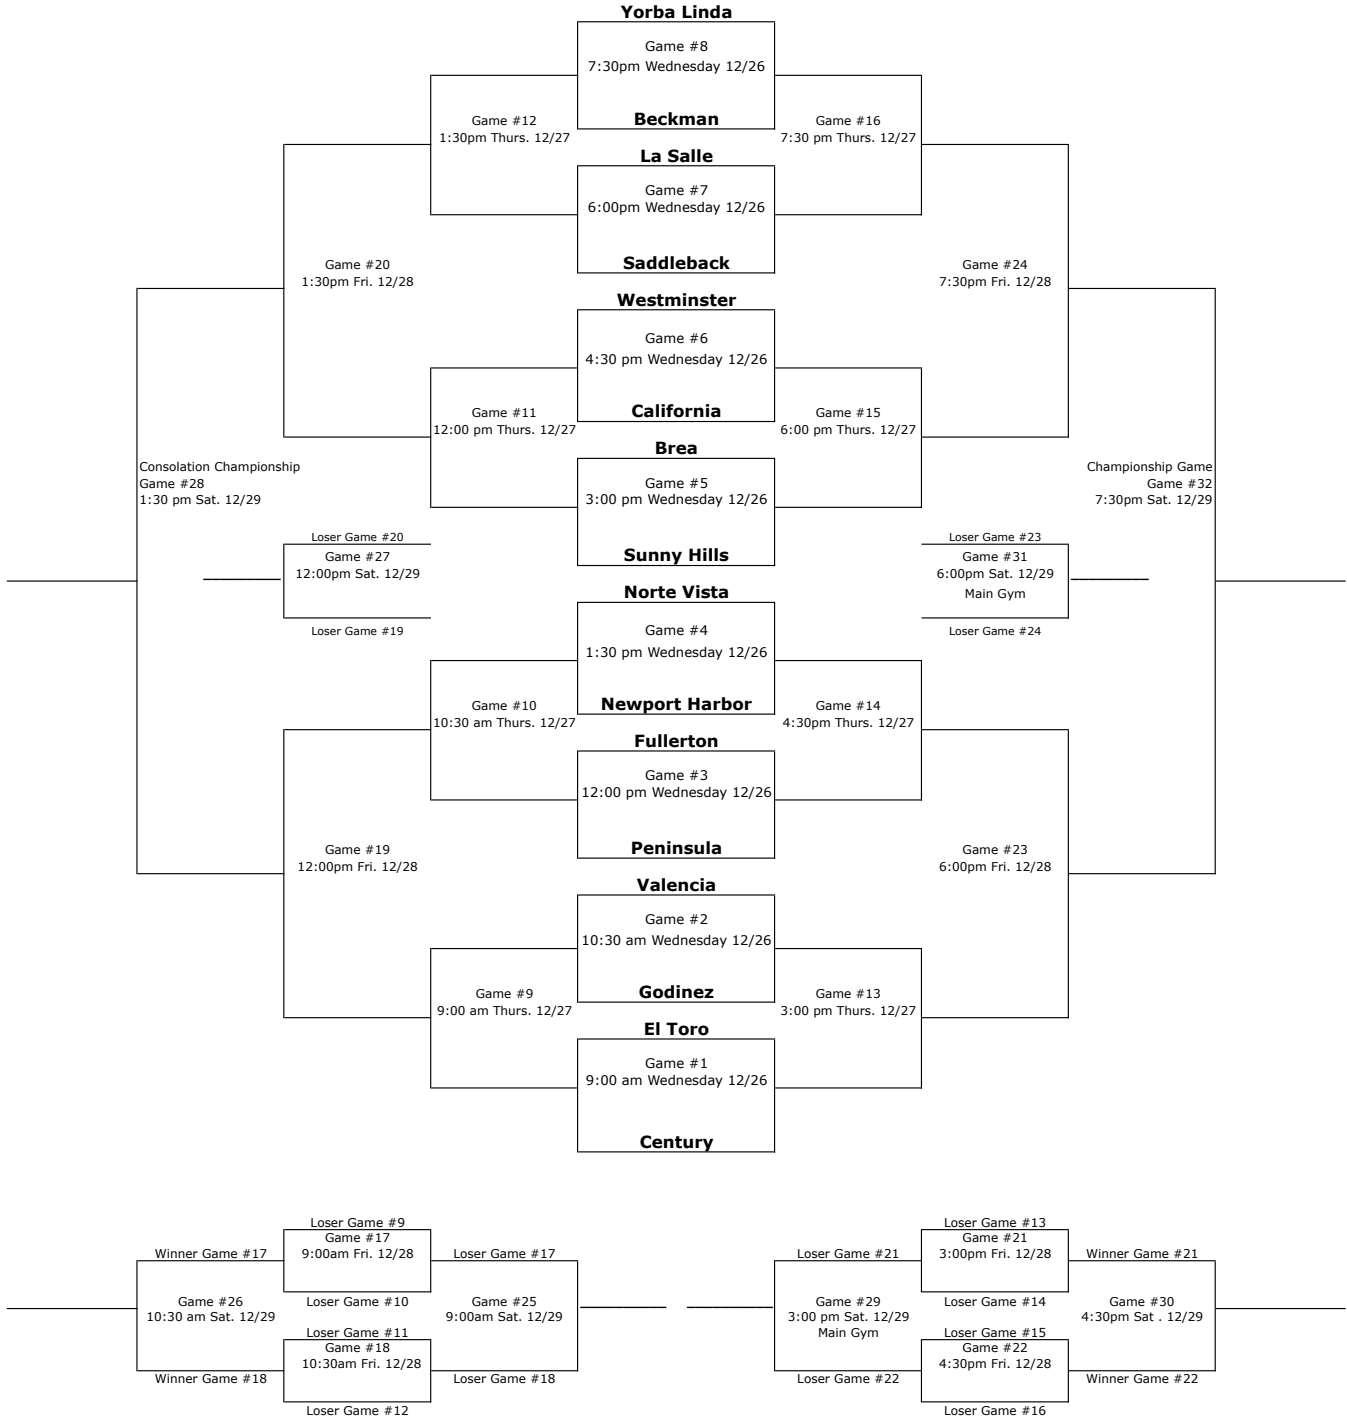 Yorba Linda
Game #8
7:30pm Wednesday 12/26
Game #12
1:30pm Thurs. 12/27
Beckman
Game #16
7:30 pm Thurs. 12/27
La Salle
Game #7
6:00pm Wednesday 12/26
Game #20
1:30pm Fri. 12/28
Saddleback
Game #24
7:30pm Fri. 12/28
Westminster
Game #6
4:30 pm Wednesday 12/26
Game #11
12:00 pm Thurs. 12/27
California
Game #15
6:00 pm Thurs. 12/27
Brea
Consolation Championship
Game #28
1:30 pm Sat. 12/29
Game #5
3:00 pm Wednesday 12/26
Championship Game
Game #32
7:30pm Sat. 12/29
Loser Game #20
Game #27
12:00pm Sat. 12/29
Loser Game #19
Sunny Hills
Loser Game #23
Game #31
6:00pm Sat. 12/29
Main Gym
Loser Game #24
Norte Vista
Game #4
1:30 pm Wednesday 12/26
Game #10
10:30 am Thurs. 12/27
Newport Harbor
Game #14
4:30pm Thurs. 12/27
Fullerton
Game #3
12:00 pm Wednesday 12/26
Game #19
12:00pm Fri. 12/28
Peninsula
Game #23
6:00pm Fri. 12/28
Valencia
Game #2
10:30 am Wednesday 12/26
Game #9
9:00 am Thurs. 12/27
Godinez
Game #13
3:00 pm Thurs. 12/27
El Toro
Game #1
9:00 am Wednesday 12/26
Century
Loser Game #9
Winner Game #17
Game #17
9:00am Fri. 12/28
Loser Game #17
Loser Game #10
Game #26
10:30 am Sat. 12/29
Game #25
9:00am Sat. 12/29
Loser Game #11
Game #18
10:30am Fri. 12/28
Winner Game #18
Loser Game #18
Loser Game #12
Loser Game #13
Loser Game #21
Game #21
3:00pm Fri. 12/28
Winner Game #21
Loser Game #14
Game #29
3:00 pm Sat. 12/29
Main Gym
Game #30
4:30pm Sat . 12/29
Loser Game #15
Game #22
4:30pm Fri. 12/28
Loser Game #22
Winner Game #22
Loser Game #16